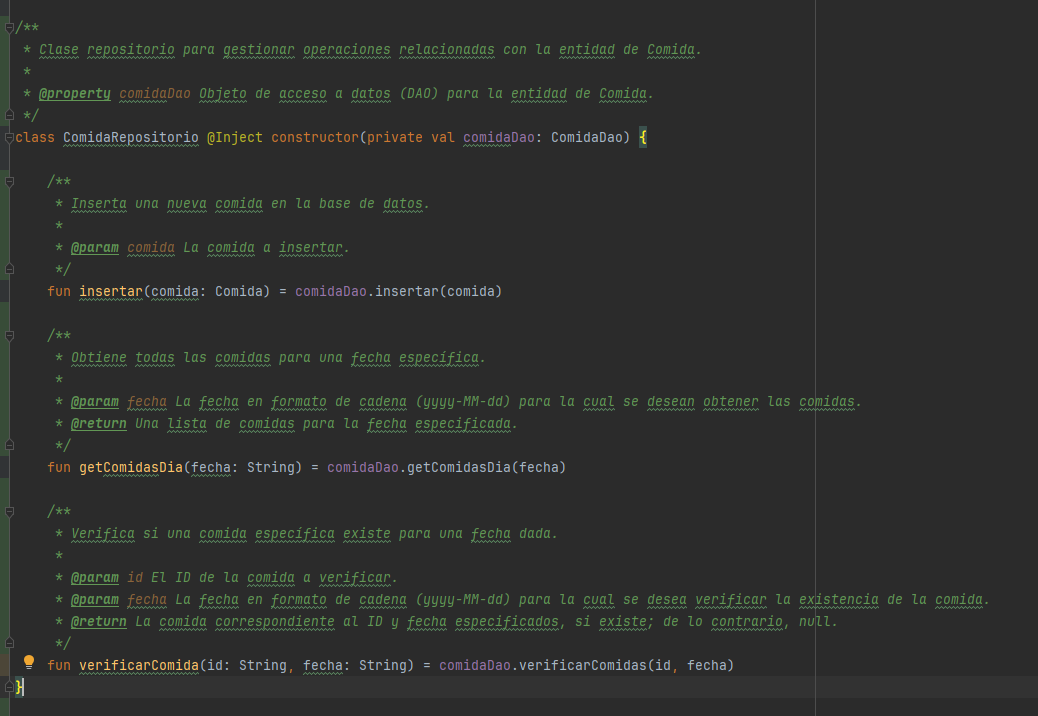 /**
 * Clase repositorio para gestionar operaciones relacionadas con la entidad de Comida.
 *
 * @property comidaDao Objeto de acceso a datos (DAO) para la entidad de Comida.
 */
class ComidaRepositorio @Inject constructor(private val comidaDao: ComidaDao) {

    /**
     * Inserta una nueva comida en la base de datos.
     *
     * @param comida La comida a insertar.
     */
    fun insertar(comida: Comida) = comidaDao.insertar(comida)

    /**
     * Obtiene todas las comidas para una fecha específica.
     *
     * @param fecha La fecha en formato de cadena (yyyy-MM-dd) para la cual se desean obtener las comidas.
     * @return Una lista de comidas para la fecha especificada.
     */
    fun getComidasDia(fecha: String) = comidaDao.getComidasDia(fecha)

    /**
     * Verifica si una comida específica existe para una fecha dada.
     *
     * @param id El ID de la comida a verificar.
     * @param fecha La fecha en formato de cadena (yyyy-MM-dd) para la cual se desea verificar la existencia de la comida.
     * @return La comida correspondiente al ID y fecha especificados, si existe; de lo contrario, null.
     */
    fun verificarComida(id: String, fecha: String) = comidaDao.verificarComidas(id, fecha)
}